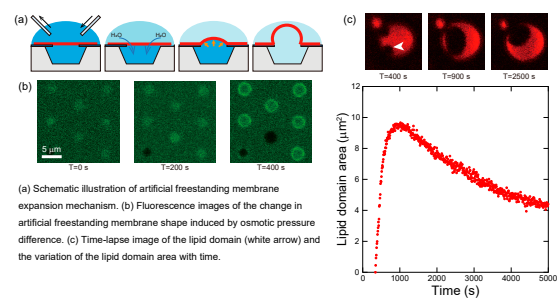 (a)
H₂O
H₂O
(b)
5 μm
T=0 s
T=200 s
T=400 s
(a) Schematic illustration of artificial freestanding membrane
expansion mechanism. (b) Fluorescence images of the change in
artificial freestanding membrane shape induced by osmotic pressure
difference. (c) Time-lapse image of the lipid domain (white arrow) and
the variation of the lipid domain area with time.
(c)
T=400 s
T=900 s
T=2500 s
Lipid domain area (μm²)
12
10
8
6
4
2
0
0
1000
2000
3000
4000
5000
Time (s)